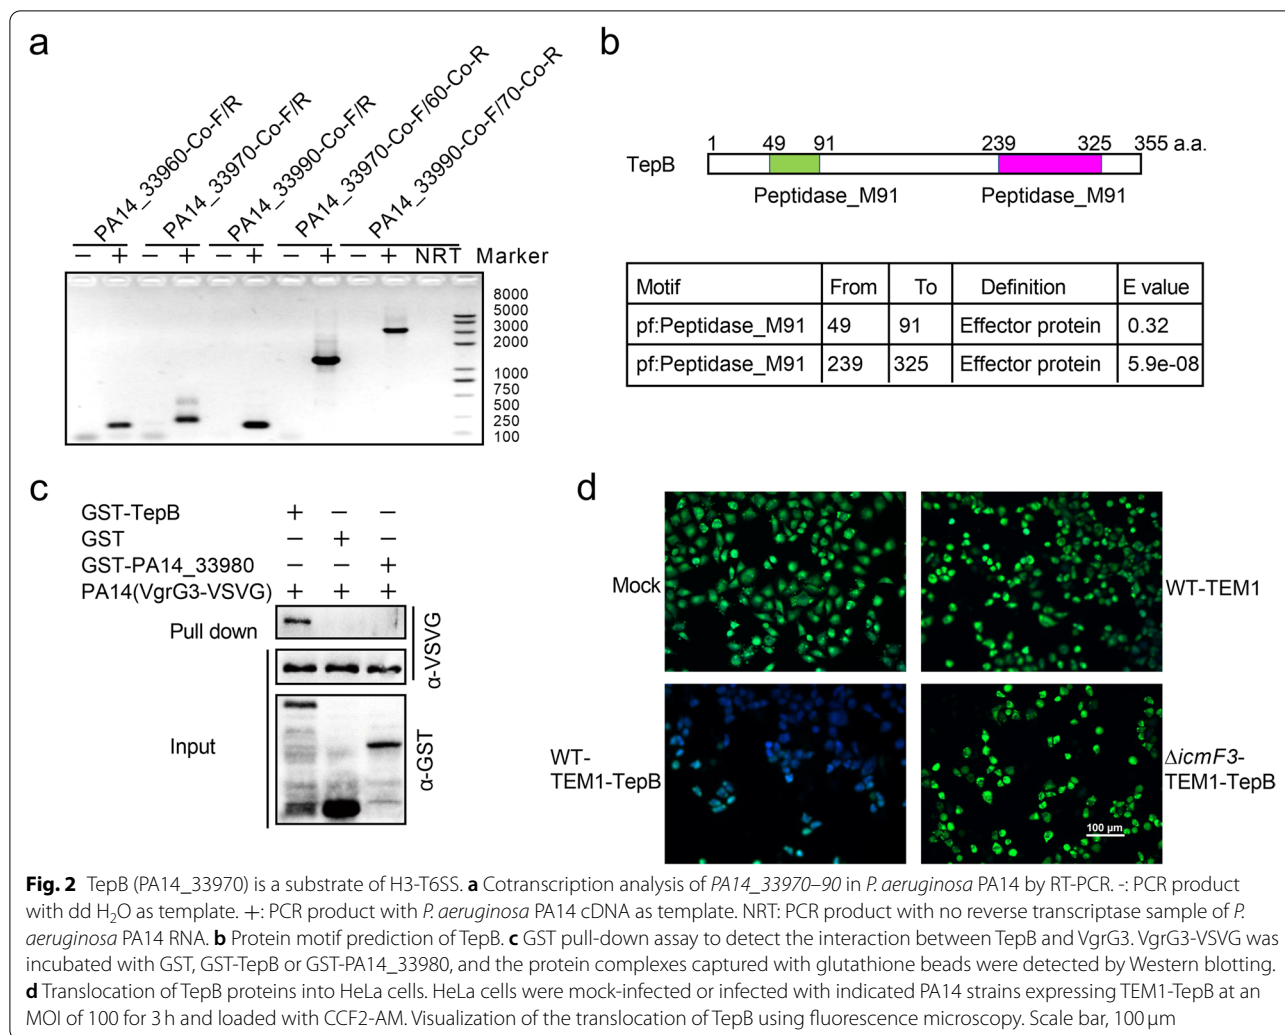 a
PA14_33960-Co-F/R
PA14_33970-Co-F/R
PA14_33990-Co-F/R
PA14_33970-Co-F/60-Co-R
PA14_33990-Co-F/70-Co-R
− + − + − + − + − + NRT Marker
8000
5000
3000
2000
1000
750
500
250
100
b
1 49 91 239 325 355 a.a.
TepB
Peptidase_M91 Peptidase_M91
Motif From To Definition E value
pf:Peptidase_M91 49 91 Effector protein 0.32
pf:Peptidase_M91 239 325 Effector protein 5.9e-08
c
GST-TepB + − −
GST − + −
GST-PA14_33980 − − +
PA14(VgrG3-VSVG) + + +
Pull down
α-VSVG
Input
α-GST
d
Mock
WT-TEM1
WT-
TEM1-TepB
ΔicmF3-
TEM1-TepB
100 µm
Fig. 2 TepB (PA14_33970) is a substrate of H3-T6SS. a Cotranscription analysis of PA14_33970–90 in P. aeruginosa PA14 by RT-PCR. -: PCR product
with dd H₂O as template. +: PCR product with P. aeruginosa PA14 cDNA as template. NRT: PCR product with no reverse transcriptase sample of P.
aeruginosa PA14 RNA. b Protein motif prediction of TepB. c GST pull-down assay to detect the interaction between TepB and VgrG3. VgrG3-VSVG was
incubated with GST, GST-TepB or GST-PA14_33980, and the protein complexes captured with glutathione beads were detected by Western blotting.
d Translocation of TepB proteins into HeLa cells. HeLa cells were mock-infected or infected with indicated PA14 strains expressing TEM1-TepB at an
MOI of 100 for 3 h and loaded with CCF2-AM. Visualization of the translocation of TepB using fluorescence microscopy. Scale bar, 100 µm